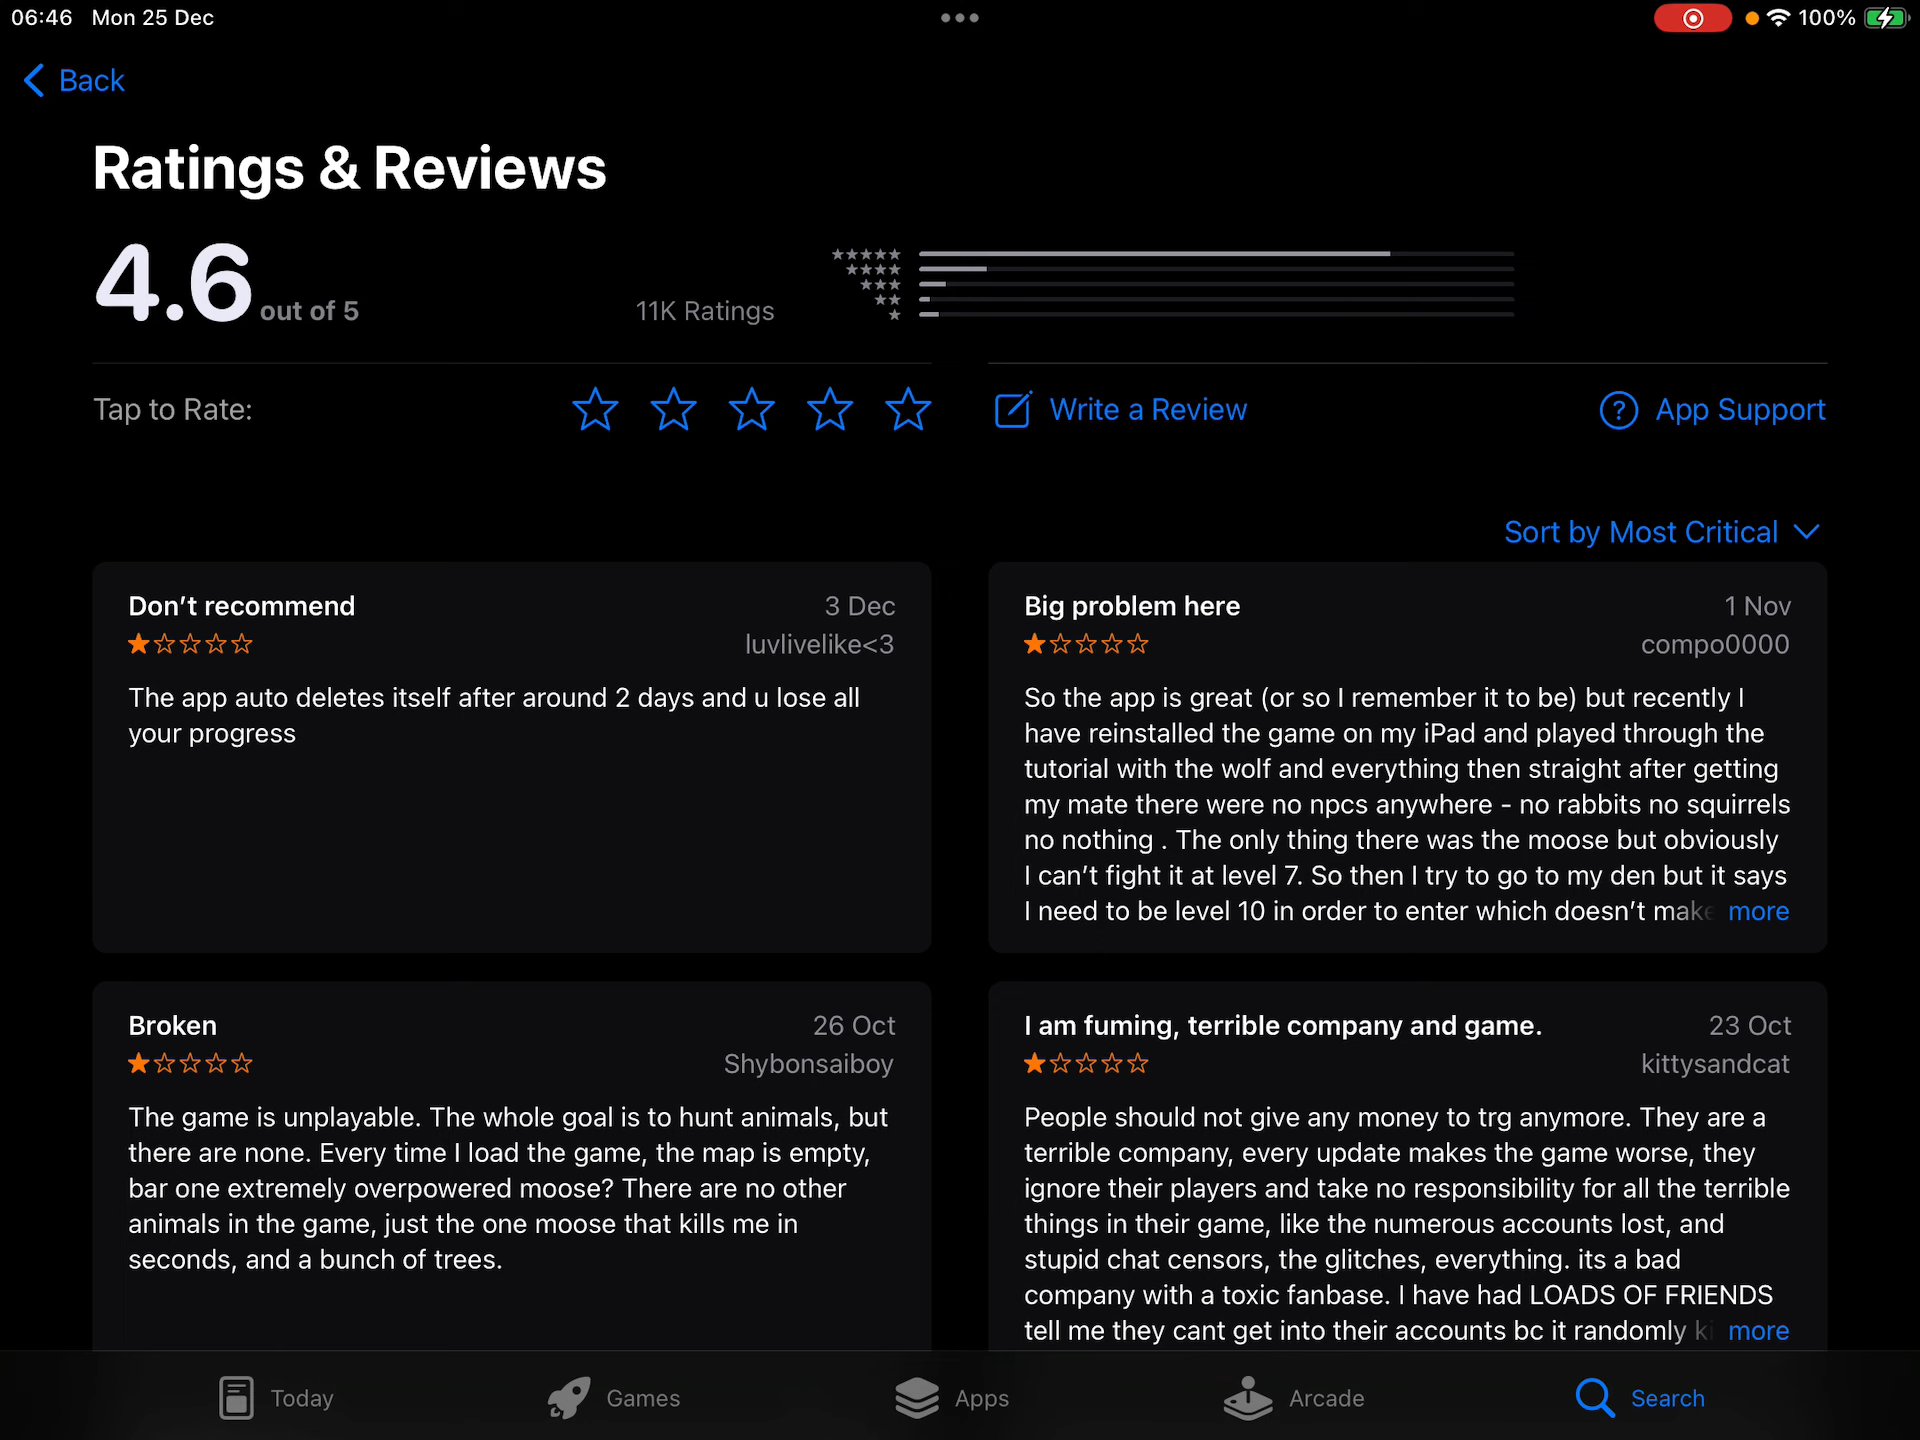 06:46 Mon 25 Dec
100%
Back
Ratings & Reviews
4.6 out of 5
11K Ratings
Tap to Rate:
Write a Review
App Support
Sort by Most Critical
Don't recommend
3 Dec
luvlivelike<3
The app auto deletes itself after around 2 days and u lose all
your progress
Big problem here
1 Nov
compo0000
So the app is great (or so I remember it to be) but recently I
have reinstalled the game on my iPad and played through the
tutorial with the wolf and everything then straight after getting
my mate there were no npcs anywhere - no rabbits no squirrels
no nothing . The only thing there was the moose but obviously
I can't fight it at level 7. So then I try to go to my den but it says
I need to be level 10 in order to enter which doesn't make more
Broken
26 Oct
Shybonsaiboy
The game is unplayable. The whole goal is to hunt animals, but
there are none. Every time I load the game, the map is empty,
bar one extremely overpowered moose? There are no other
animals in the game, just the one moose that kills me in
seconds, and a bunch of trees.
I am fuming, terrible company and game.
23 Oct
kittysandcat
People should not give any money to trg anymore. They are a
terrible company, every update makes the game worse, they
ignore their players and take no responsibility for all the terrible
things in their game, like the numerous accounts lost, and
stupid chat censors, the glitches, everything. its a bad
company with a toxic fanbase. I have had LOADS OF FRIENDS
tell me they cant get into their accounts bc it randomly more
Today
Games
Apps
Arcade
Search